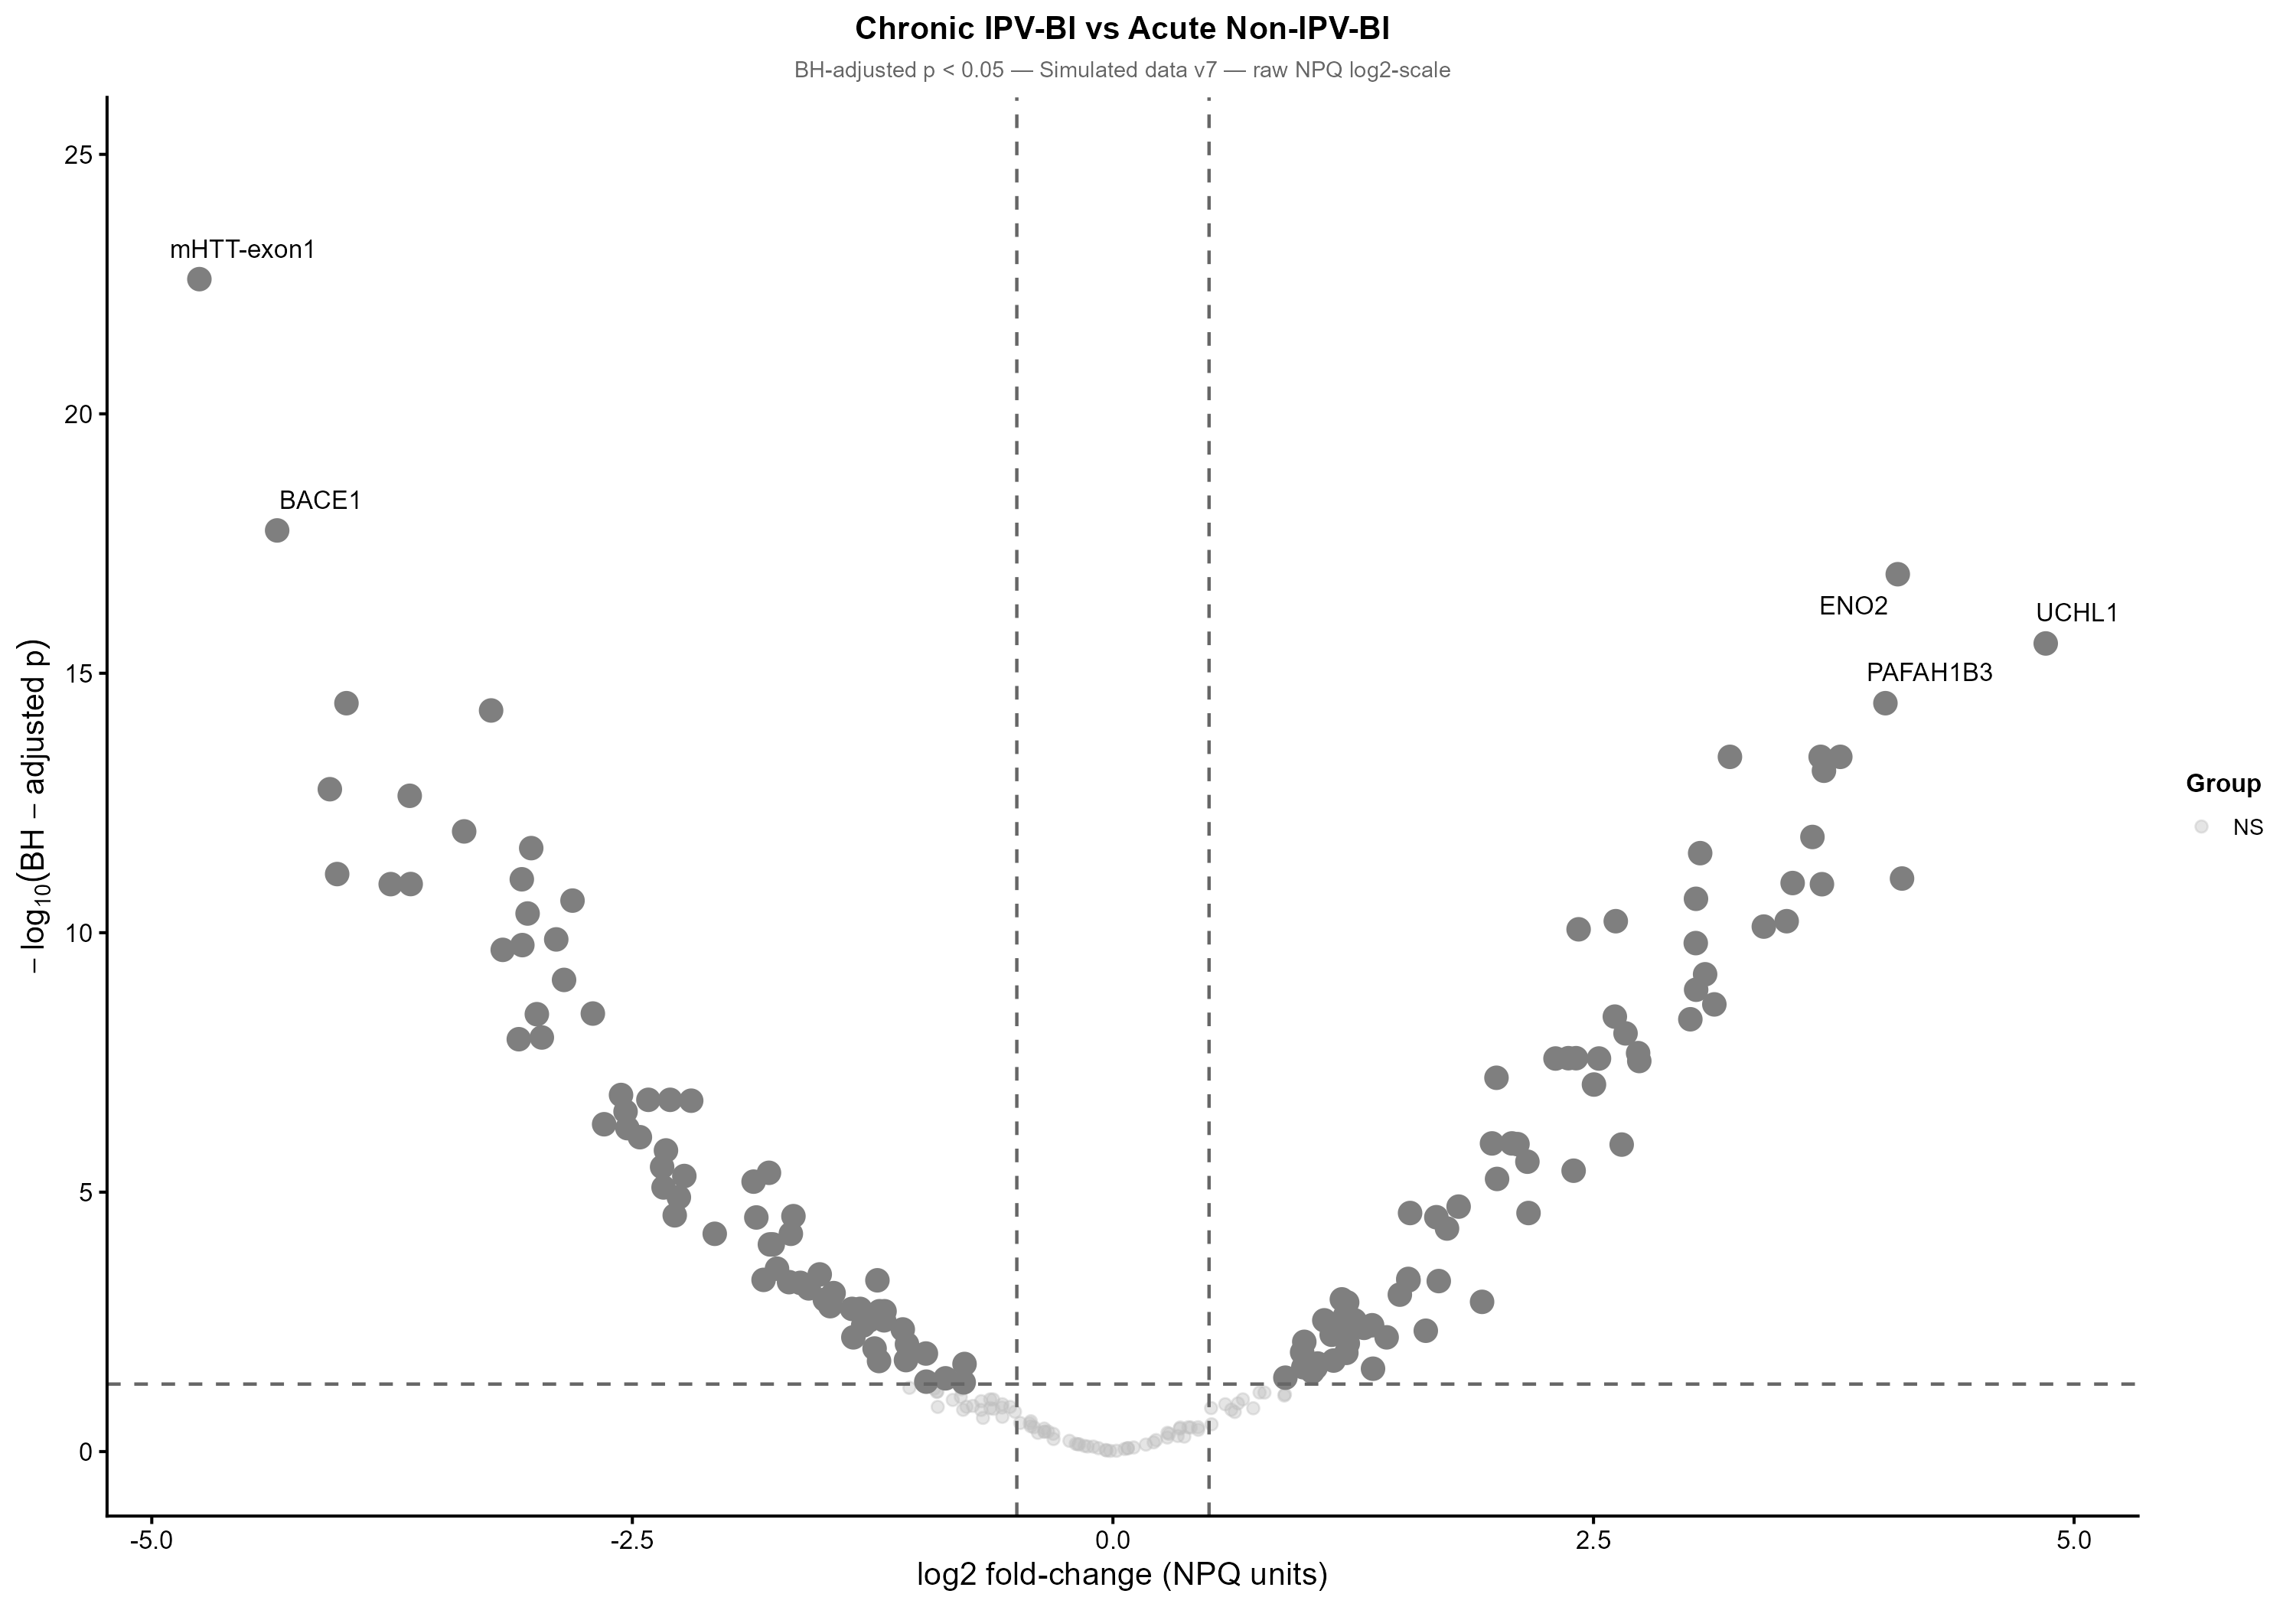 Chronic IPV-BI vs Acute Non-IPV-BI
BH-adjusted p < 0.05 — Simulated data v7 — raw NPQ log2-scale
25
20
15
10
5
0
− log₁₀(BH − adjusted p)
mHTT-exon1
BACE1
ENO2
UCHL1
PAFAH1B3
Group
NS
-5.0
-2.5
0.0
2.5
5.0
log2 fold-change (NPQ units)